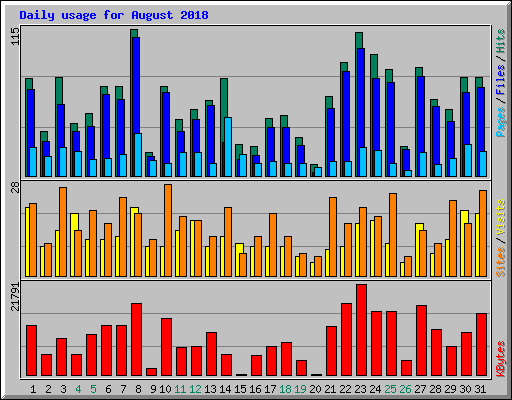 Daily usage for August 2018
115
Pages / Files / Hits
28
Sites / Visits
21791
KBytes
1 2 3 4 5 6 7 8 9 10 11 12 13 14 15 16 17 18 19 20 21 22 23 24 25 26 27 28 29 30 31